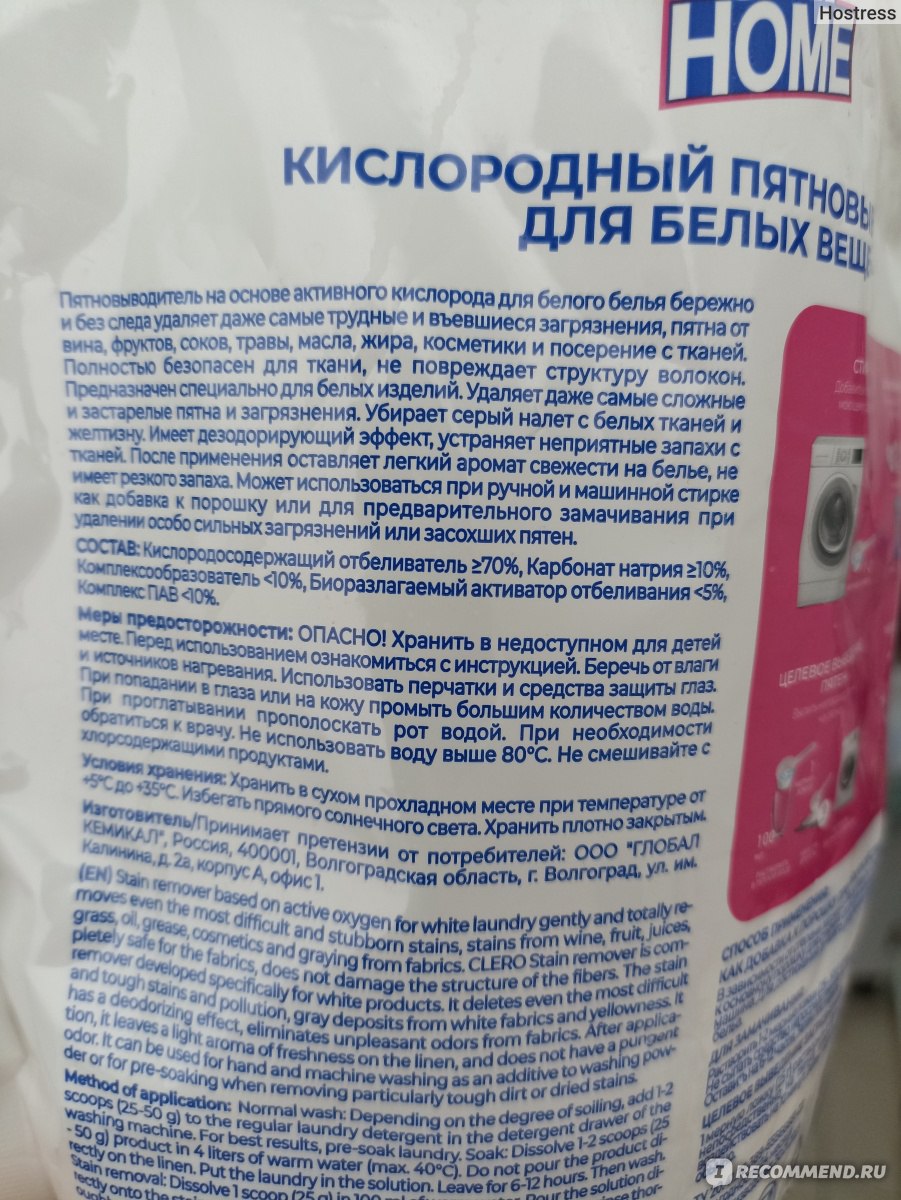 Hostress
HOME
КИСЛОРОДНЫЙ ПЯТНОВЫ
ДЛЯ БЕЛЫХ ВЕЩ
Пятновыводитель на основе активного кислорода для белого белья бережно
и без следа удаляет даже самые трудные и въевшиеся загрязнения, пятна от
вина, фруктов, соков, травы, масла, жира, косметики и посерение с тканей.
Полностью безопасен для ткани, не повреждает структуру волокон.
Предназначен специально для белых изделий. Удаляет даже самые сложные
и застарелые пятна и загрязнения. Убирает серый налет с белых тканей и
желтизну. Имеет дезодорирующий эффект, устраняет неприятные запахи с
тканей. После применения оставляет легкий аромат свежести на белье, не
имеет резкого запаха. Может использоваться при ручной и машинной стирке
как добавка к порошку или для предварительного замачивания при
удалении особо сильных загрязнений или засохших пятен.
СОСТАВ: Кислородосодержащий отбеливатель ≥70%, Карбонат натрия ≥10%,
Комплексообразователь <10%, Биоразлагаемый активатор отбеливания <5%,
Комплекс ПАВ <10%.
Меры предосторожности: ОПАСНО! Хранить в недоступном для детей
месте. Перед использованием ознакомиться с инструкцией. Беречь от влаги
и источников нагревания. Использовать перчатки и средства защиты глаз.
При попадании в глаза или на кожу промыть большим количеством воды.
При проглатывании прополоскать рот водой. При необходимости
обратиться к врачу. Не использовать воду выше 80°С. Не смешивайте с
хлорсодержащими продуктами.
Условия хранения: Хранить в сухом прохладном месте при температуре от
+5°С до +35°С. Избегать прямого солнечного света. Хранить плотно закрытым.
Изготовитель/Принимает претензии от потребителей: ООО "ГЛОБАЛ
КЕМИКАЛ", Россия, 400001, Волгоградская область, г. Волгоград, ул. им.
Калинина, д. 2а, корпус А, офис 1.
(EN) Stain remover based on active oxygen for white laundry gently and totally re-
moves even the most difficult and stubborn stains, stains from wine, fruit, juices,
grass, oil, grease, cosmetics and graying from fabrics. CLERO Stain remover is com-
pletely safe for the fabrics, does not damage the structure of the fibers. The stain
remover developed specifically for white products. It deletes even the most difficult
and tough stains and pollution, gray deposits from white fabrics and yellowness. It
has a deodorizing effect, eliminates unpleasant odors from fabrics. After applica-
tion, it leaves a light aroma of freshness on the linen, and does not have a pungent
odor. It can be used for hand and machine washing as an additive to washing pow-
der or for pre-soaking when removing particularly tough dirt or dried stains.
Method of application: Normal wash: Depending on the degree of soiling, add 1-2
scoops (25-50 g) to the regular laundry detergent in the detergent drawer of the
washing machine. For best results, pre-soak laundry. Soak: Dissolve 1-2 scoops (25
- 50 g) product in 4 liters of warm water (max. 40°C). Do not pour the product di-
rectly on the linen. Put the laundry in the solution. Leave for 6-12 hours. Then wash.
Stain removal: Dissolve 1 scoop (25 g) in 100 ml
ЦЕЛЕВОЕ
ПЯТЕН
СПОСОБ ПРИМЕНЕНИЯ:
КАК ДОБАВКА К
ДЛЯ ЗАМАЧИВАНИЯ:
ЦЕЛЕВОЕ
IRECOMMEND.RU